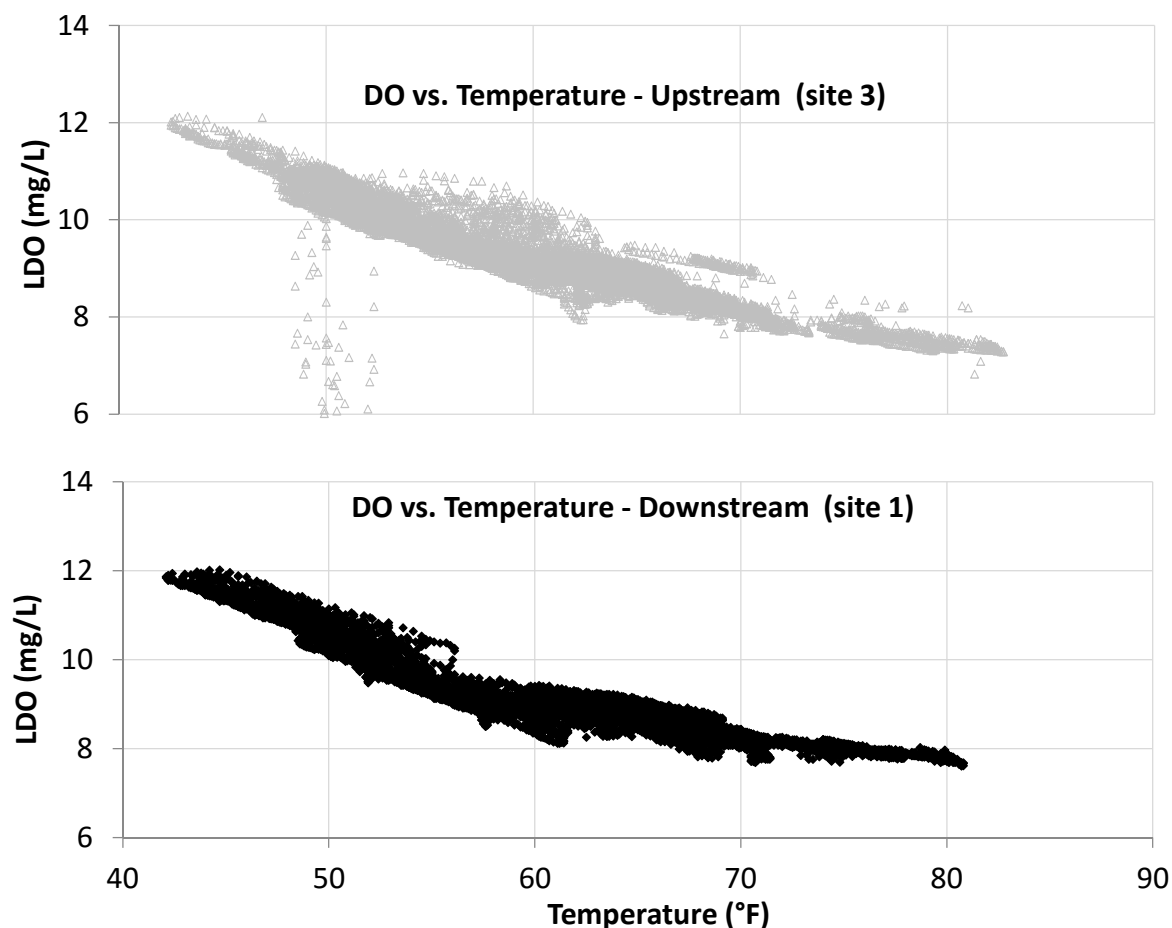 14
DO vs. Temperature - Upstream (site 3)
12
10
8
6
LDO (mg/L)
14
DO vs. Temperature - Downstream (site 1)
12
10
8
6
LDO (mg/L)
40 50 60 70 80 90
Temperature (°F)